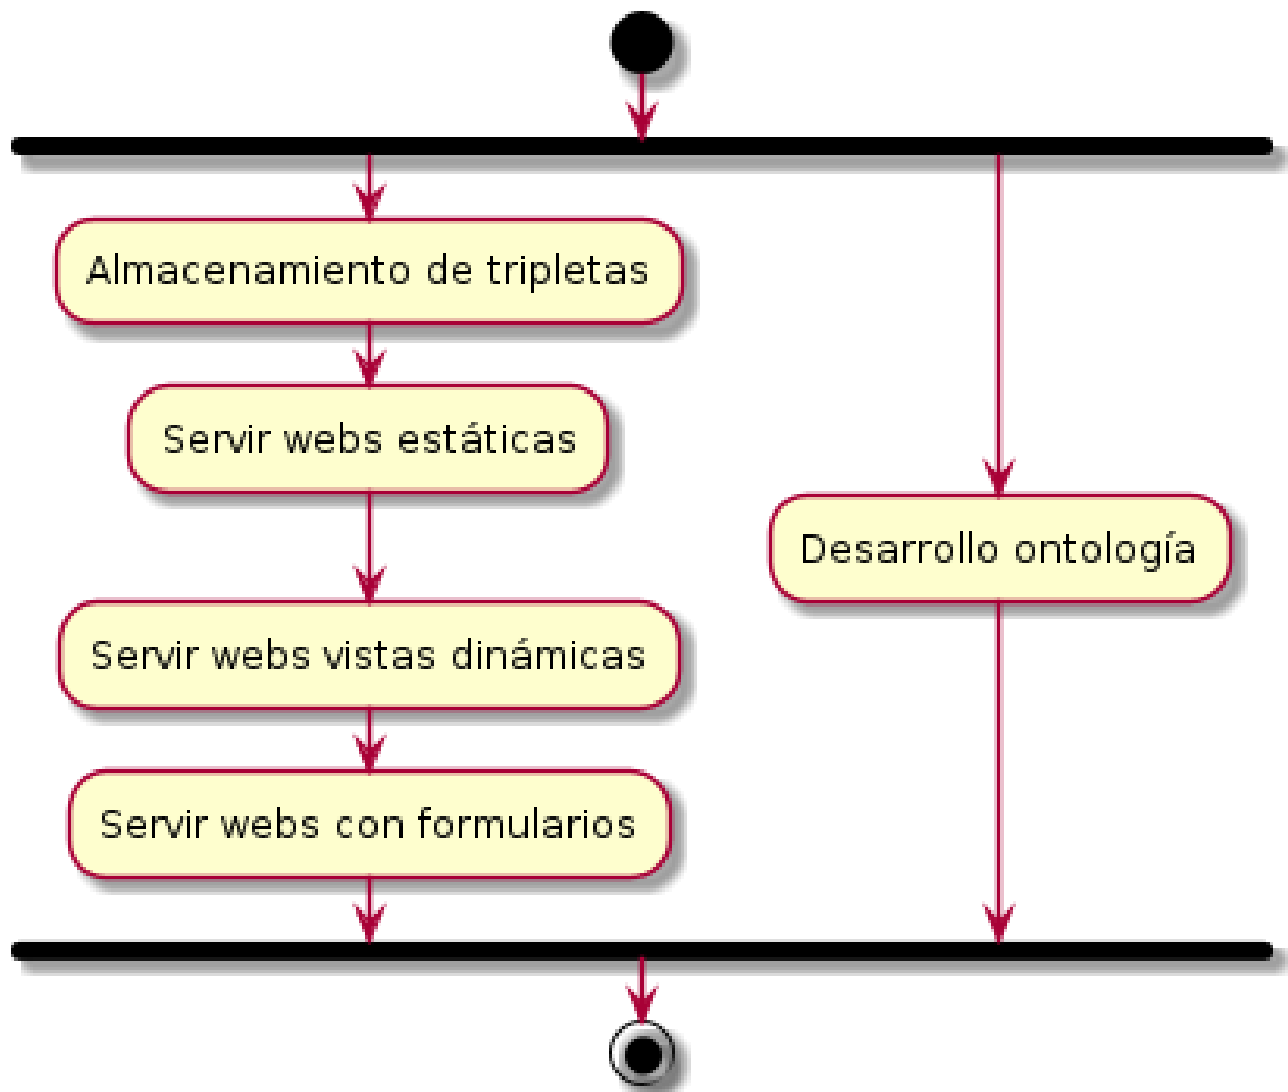 Almacenamiento de tripletas
Servir webs estáticas
Desarrollo ontología
Servir webs vistas dinámicas
Servir webs con formularios